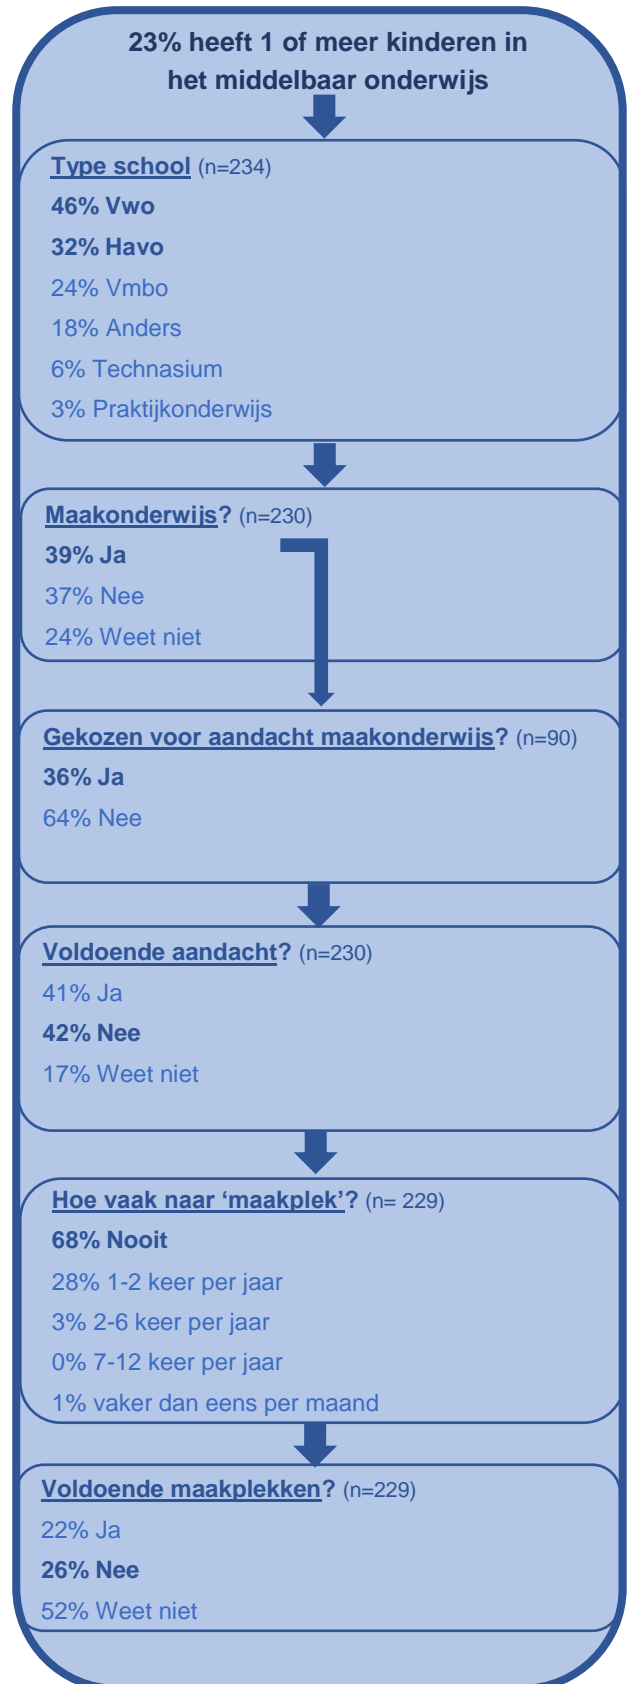 23% heeft 1 of meer kinderen in
het middelbaar onderwijs
Type school (n=234)
46% Vwo
32% Havo
24% Vmbo
18% Anders
6% Technasium
3% Praktijkonderwijs
Maakonderwijs? (n=230)
39% Ja
37% Nee
24% Weet niet
Gekozen voor aandacht maakonderwijs? (n=90)
36% Ja
64% Nee
Voldoende aandacht? (n=230)
41% Ja
42% Nee
17% Weet niet
Hoe vaak naar ‘maakplek’? (n= 229)
68% Nooit
28% 1-2 keer per jaar
3% 2-6 keer per jaar
0% 7-12 keer per jaar
1% vaker dan eens per maand
Voldoende maakplekken? (n=229)
22% Ja
26% Nee
52% Weet niet